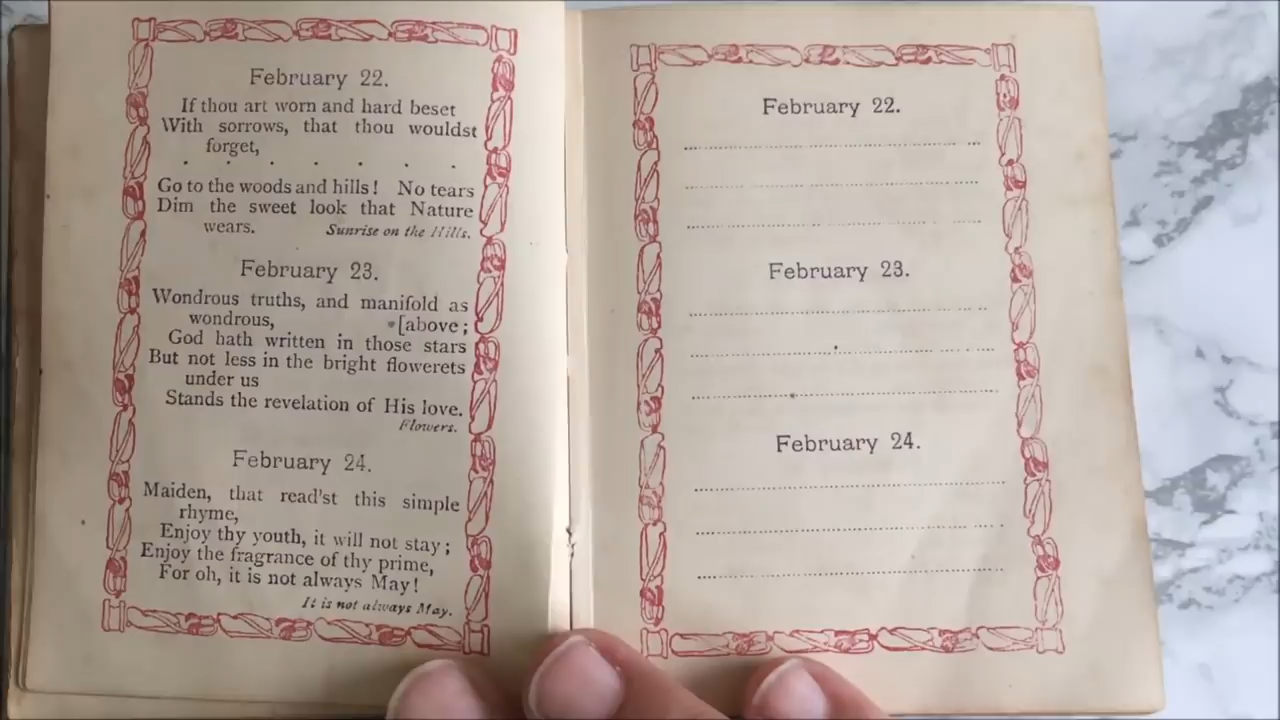 February 22.
If thou art worn and hard beset
With sorrows, that thou wouldst
forget,
. . . . . . .
Go to the woods and hills! No tears
Dim the sweet look that Nature
wears. Sunrise on the Hills.
February 23.
Wondrous truths, and manifold as
wondrous, [above;
God hath written in those stars
But not less in the bright flowerets
under us
Stands the revelation of His love.
Flowers.
February 24.
Maiden, that read'st this simple
rhyme,
Enjoy thy youth, it will not stay;
Enjoy the fragrance of thy prime,
For oh, it is not always May!
It is not always May.
February 22.
February 23.
February 24.